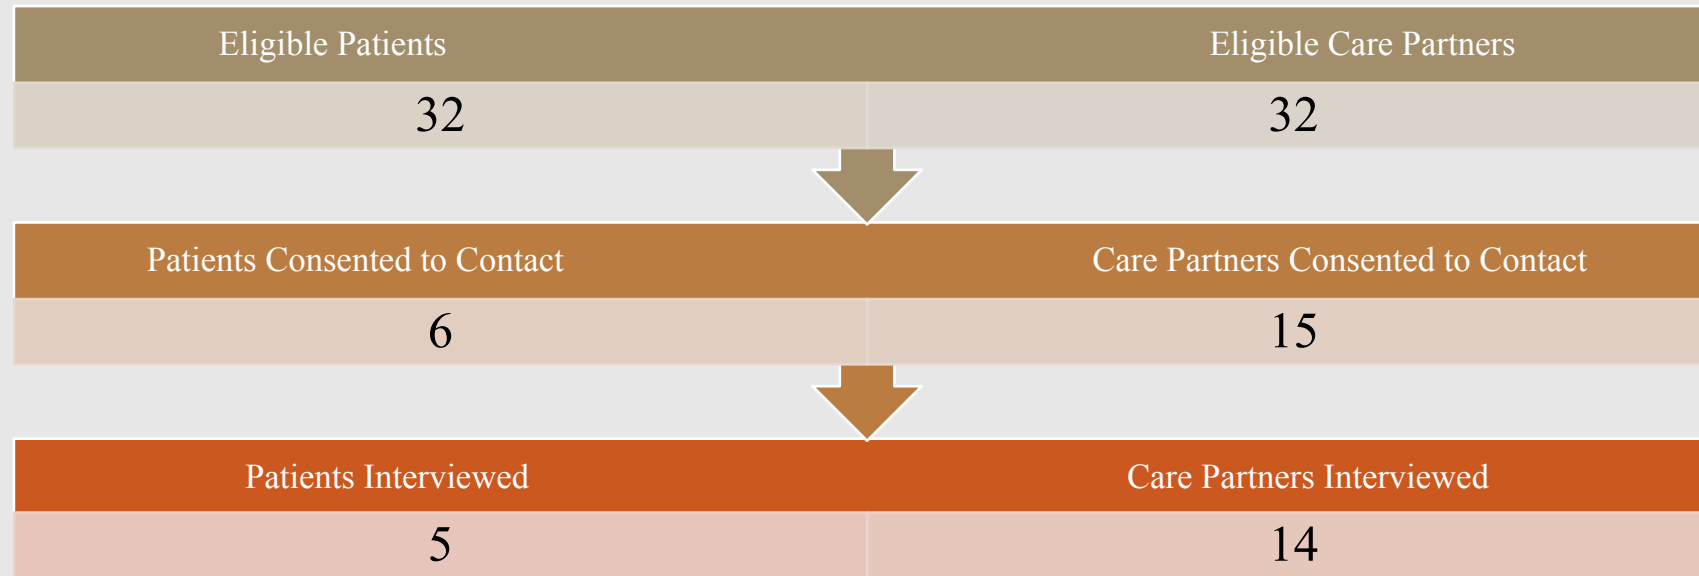 Eligible Patients Eligible Care Partners
32 32
Patients Consented to Contact Care Partners Consented to Contact
6 15
Patients Interviewed Care Partners Interviewed
5 14